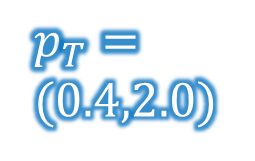 p_T =
(0.4,2.0)